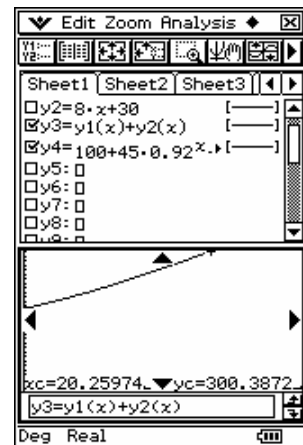 Edit Zoom Analysis
Sheet1 Sheet2 Sheet3
y2=8·x+30 [—]
y3=y1(x)+y2(x) [—]
y4=100+45·0.92^x. [—]
y5:
y6:
y7:
y8:
xc=20.25974 yc=300.3872
y3=y1(x)+y2(x)
Deg Real